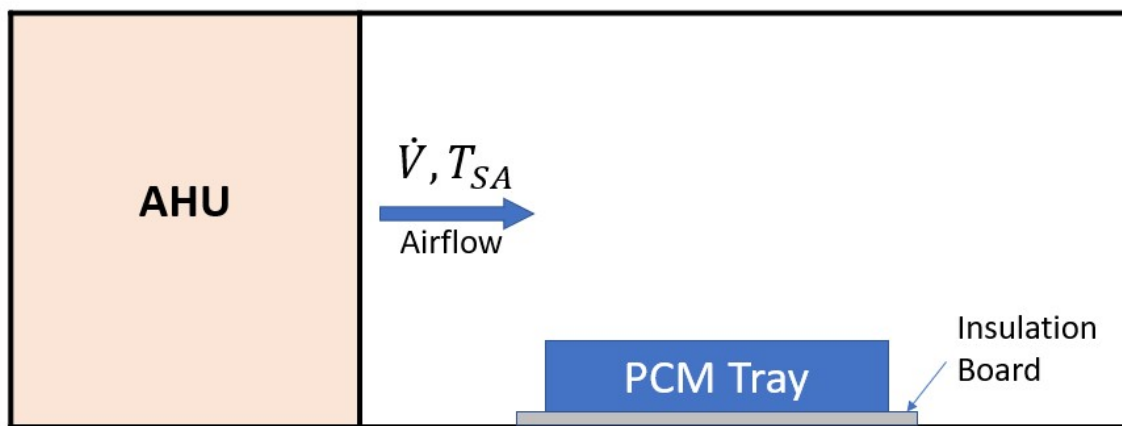 AHU
V̇, T_SA
Airflow
PCM Tray
Insulation
Board